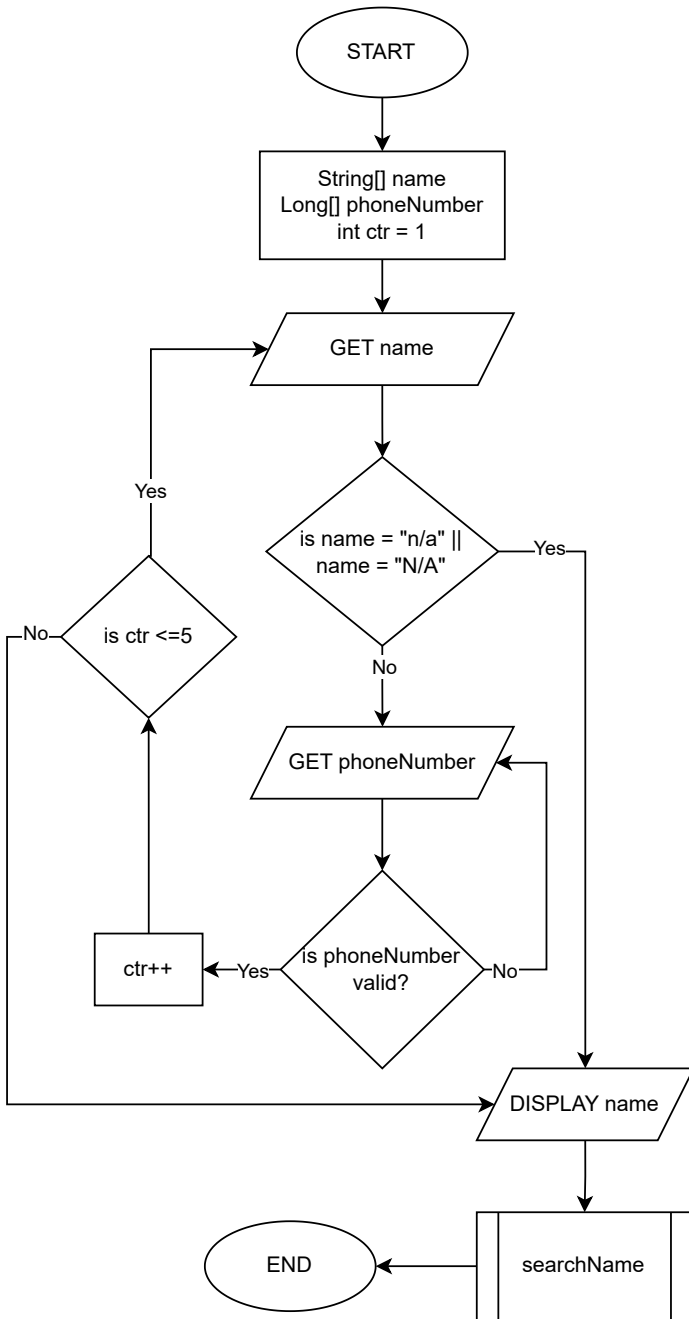 START
String[] name
Long[] phoneNumber
int ctr = 1
GET name
Yes
is name = "n/a" ||
name = "N/A"
Yes
No
is ctr <=5
No
GET phoneNumber
ctr++
Yes
is phoneNumber
valid?
No
DISPLAY name
END
searchName